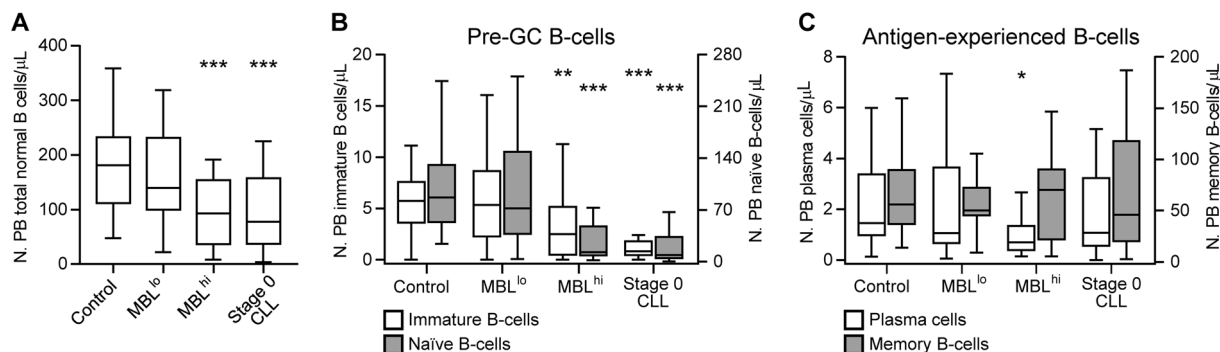 A
N. PB total normal B cells/µL
400
300
200
100
0
***
***
Control
MBL^lo
MBL^hi
Stage 0
CLL
B
Pre-GC B-cells
N. PB immature B cells/µL
20
15
10
5
0
**
***
***
***
280
210
140
70
0
N. PB naïve B-cells/ µL
Control
MBL^lo
MBL^hi
Stage 0
CLL
Immature B-cells
Naïve B-cells
C
Antigen-experienced B-cells
N. PB plasma cells/µL
8
6
4
2
0
*
200
150
100
50
0
N. PB memory B-cells/ µL
Control
MBL^lo
MBL^hi
Stage 0
CLL
Plasma cells
Memory B-cells